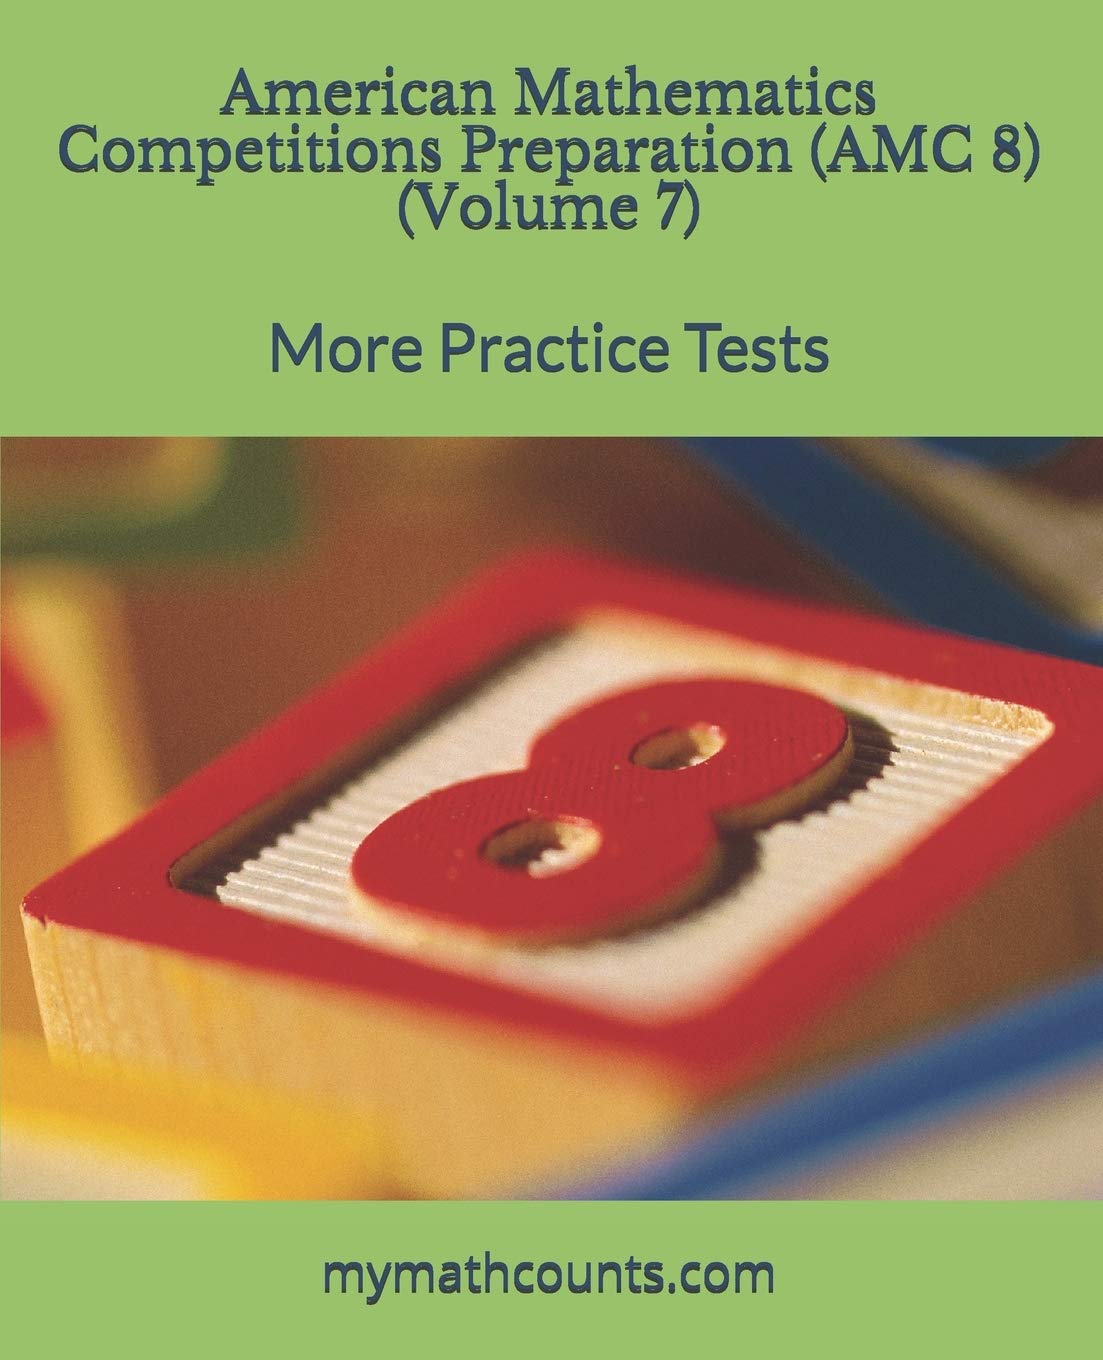 American Mathematics
Competitions Preparation (AMC 8)
(Volume 7)
More Practice Tests
8
mymathcounts.com